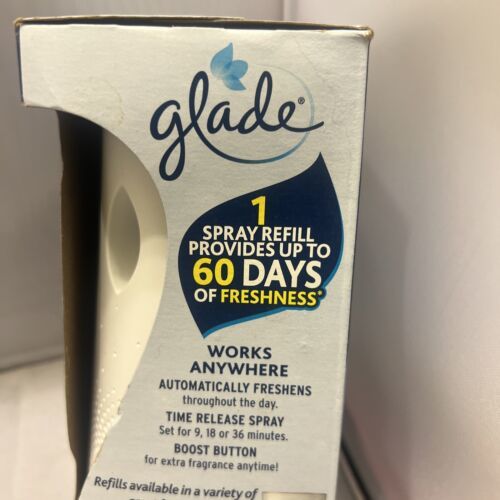 glade®
1
SPRAY REFILL
PROVIDES UP TO
60 DAYS
OF FRESHNESS*
WORKS
ANYWHERE
AUTOMATICALLY FRESHENS
throughout the day.
TIME RELEASE SPRAY
Set for 9, 18 or 36 minutes.
BOOST BUTTON
for extra fragrance anytime!
Refills available in a variety of